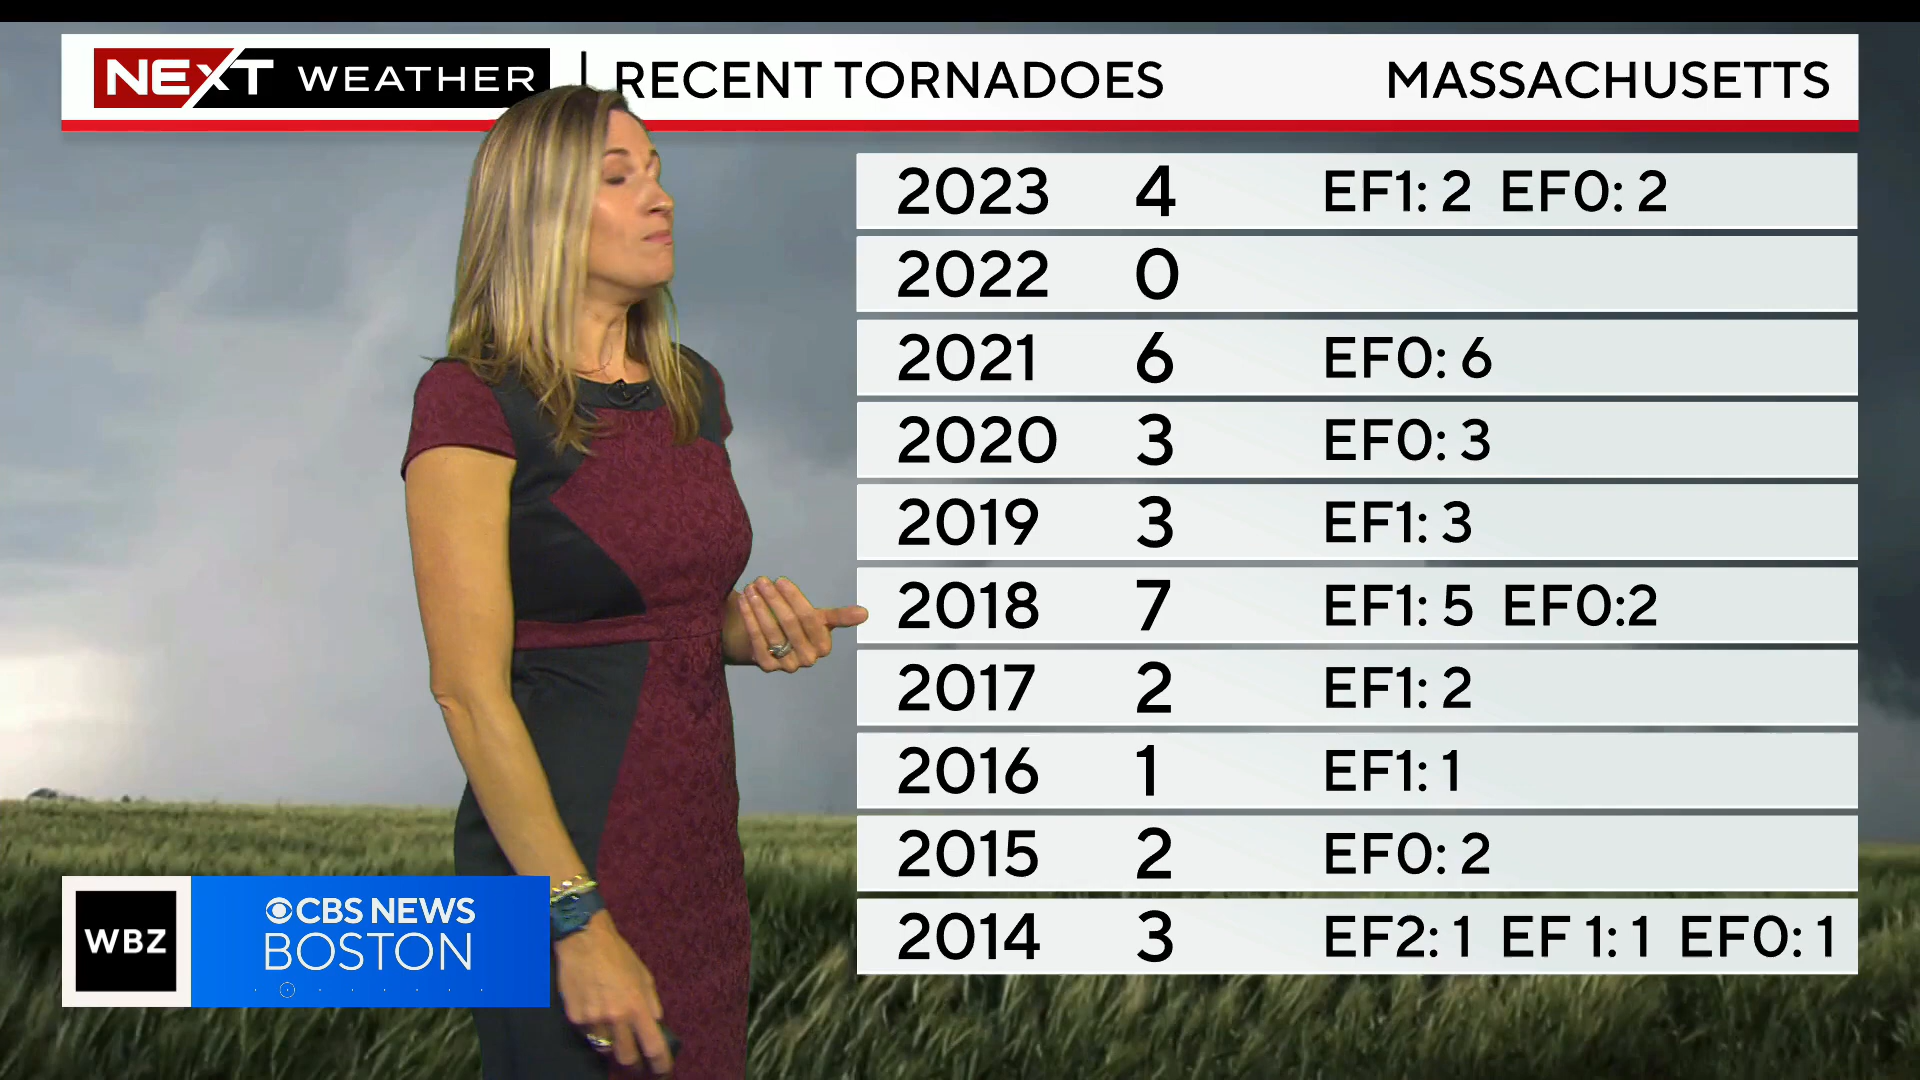 NEXT WEATHER | RECENT TORNADOES MASSACHUSETTS
2023 4 EF1: 2 EF0: 2
2022 0
2021 6 EF0: 6
2020 3 EF0: 3
2019 3 EF1: 3
2018 7 EF1: 5 EF0:2
2017 2 EF1: 2
2016 1 EF1: 1
2015 2 EF0: 2
2014 3 EF2: 1 EF 1: 1 EF0: 1
WBZ
CBS NEWS
BOSTON